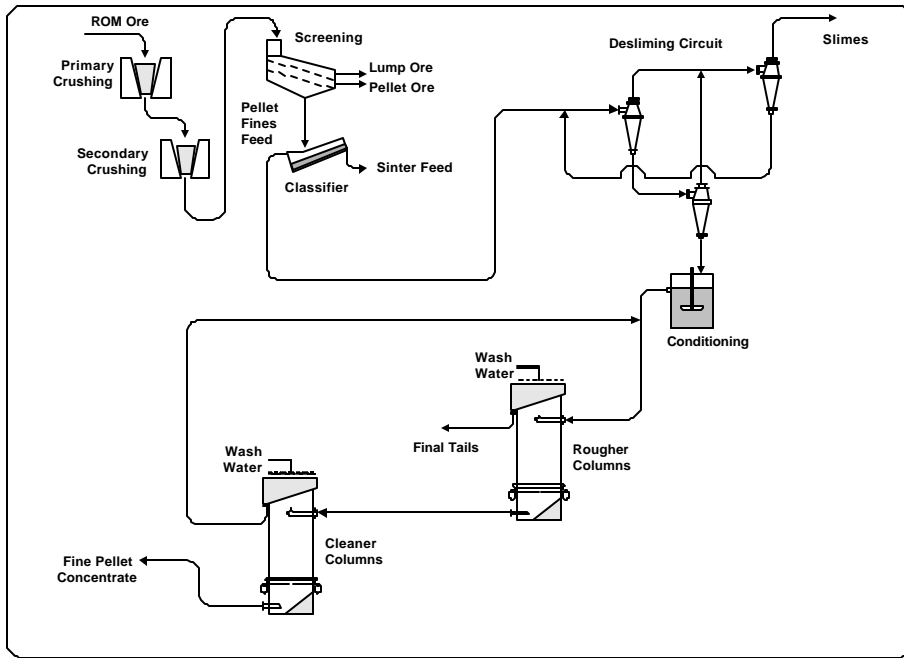 ROM Ore
Primary
Crushing
Secondary
Crushing
Screening
Lump Ore
Pellet Ore
Pellet
Fines
Feed
Classifier
Sinter Feed
Desliming Circuit
Slimes
Conditioning
Wash
Water
Final Tails
Rougher
Columns
Wash
Water
Cleaner
Columns
Fine Pellet
Concentrate